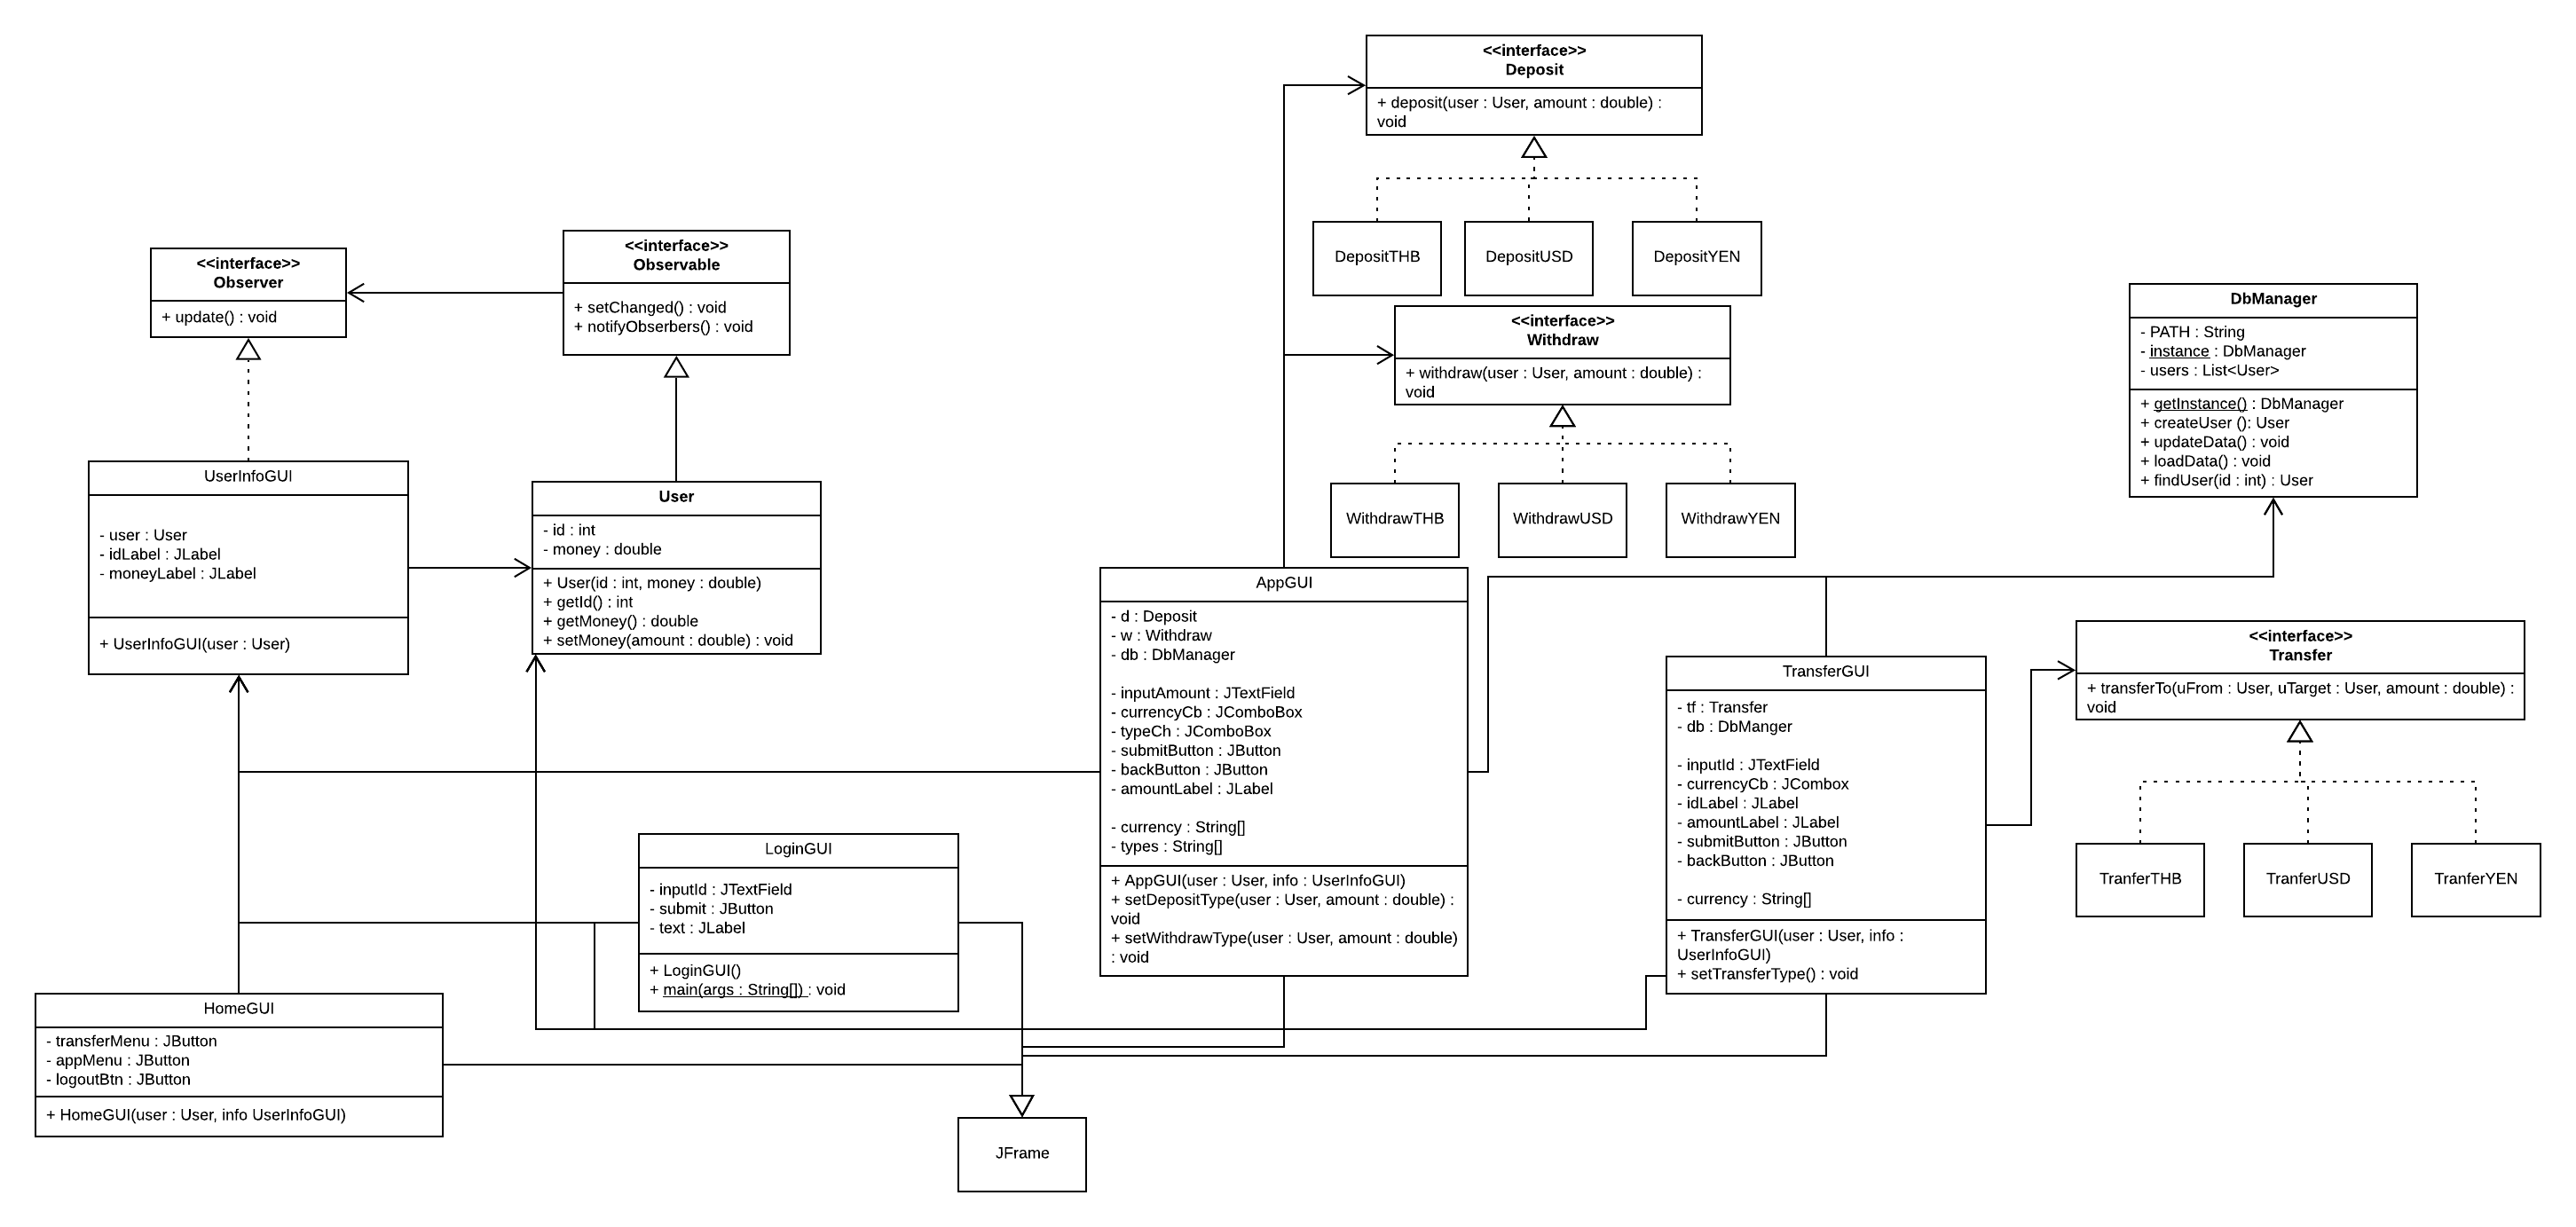 <<interface>>
Deposit
+ deposit(user : User, amount : double) :
void
DepositTHB
DepositUSD
DepositYEN
<<interface>>
Observer
+ update() : void
<<interface>>
Observable
+ setChanged() : void
+ notifyObserbers() : void
<<interface>>
Withdraw
+ withdraw(user : User, amount : double) :
void
WithdrawTHB
WithdrawUSD
WithdrawYEN
DbManager
- PATH : String
- instance : DbManager
- users : List<User>
+ getInstance() : DbManager
+ createUser (): User
+ updateData() : void
+ loadData() : void
+ findUser(id : int) : User
UserInfoGUI
- user : User
- idLabel : JLabel
- moneyLabel : JLabel
+ UserInfoGUI(user : User)
User
- id : int
- money : double
+ User(id : int, money : double)
+ getId() : int
+ getMoney() : double
+ setMoney(amount : double) : void
AppGUI
- d : Deposit
- w : Withdraw
- db : DbManager
- inputAmount : JTextField
- currencyCb : JComboBox
- typeCh : JComboBox
- submitButton : JButton
- backButton : JButton
- amountLabel : JLabel
- currency : String[]
- types : String[]
+ AppGUI(user : User, info : UserInfoGUI)
+ setDepositType(user : User, amount : double) :
void
+ setWithdrawType(user : User, amount : double)
: void
TransferGUI
- tf : Transfer
- db : DbManger
- inputId : JTextField
- currencyCb : JCombox
- idLabel : JLabel
- amountLabel : JLabel
- submitButton : JButton
- backButton : JButton
- currency : String[]
+ TransferGUI(user : User, info :
UserInfoGUI)
+ setTransferType() : void
<<interface>>
Transfer
+ transferTo(uFrom : User, uTarget : User, amount : double) :
void
TranferTHB
TranferUSD
TranferYEN
LoginGUI
- inputId : JTextField
- submit : JButton
- text : JLabel
+ LoginGUI()
+ main(args : String[]) : void
HomeGUI
- transferMenu : JButton
- appMenu : JButton
- logoutBtn : JButton
+ HomeGUI(user : User, info UserInfoGUI)
JFrame